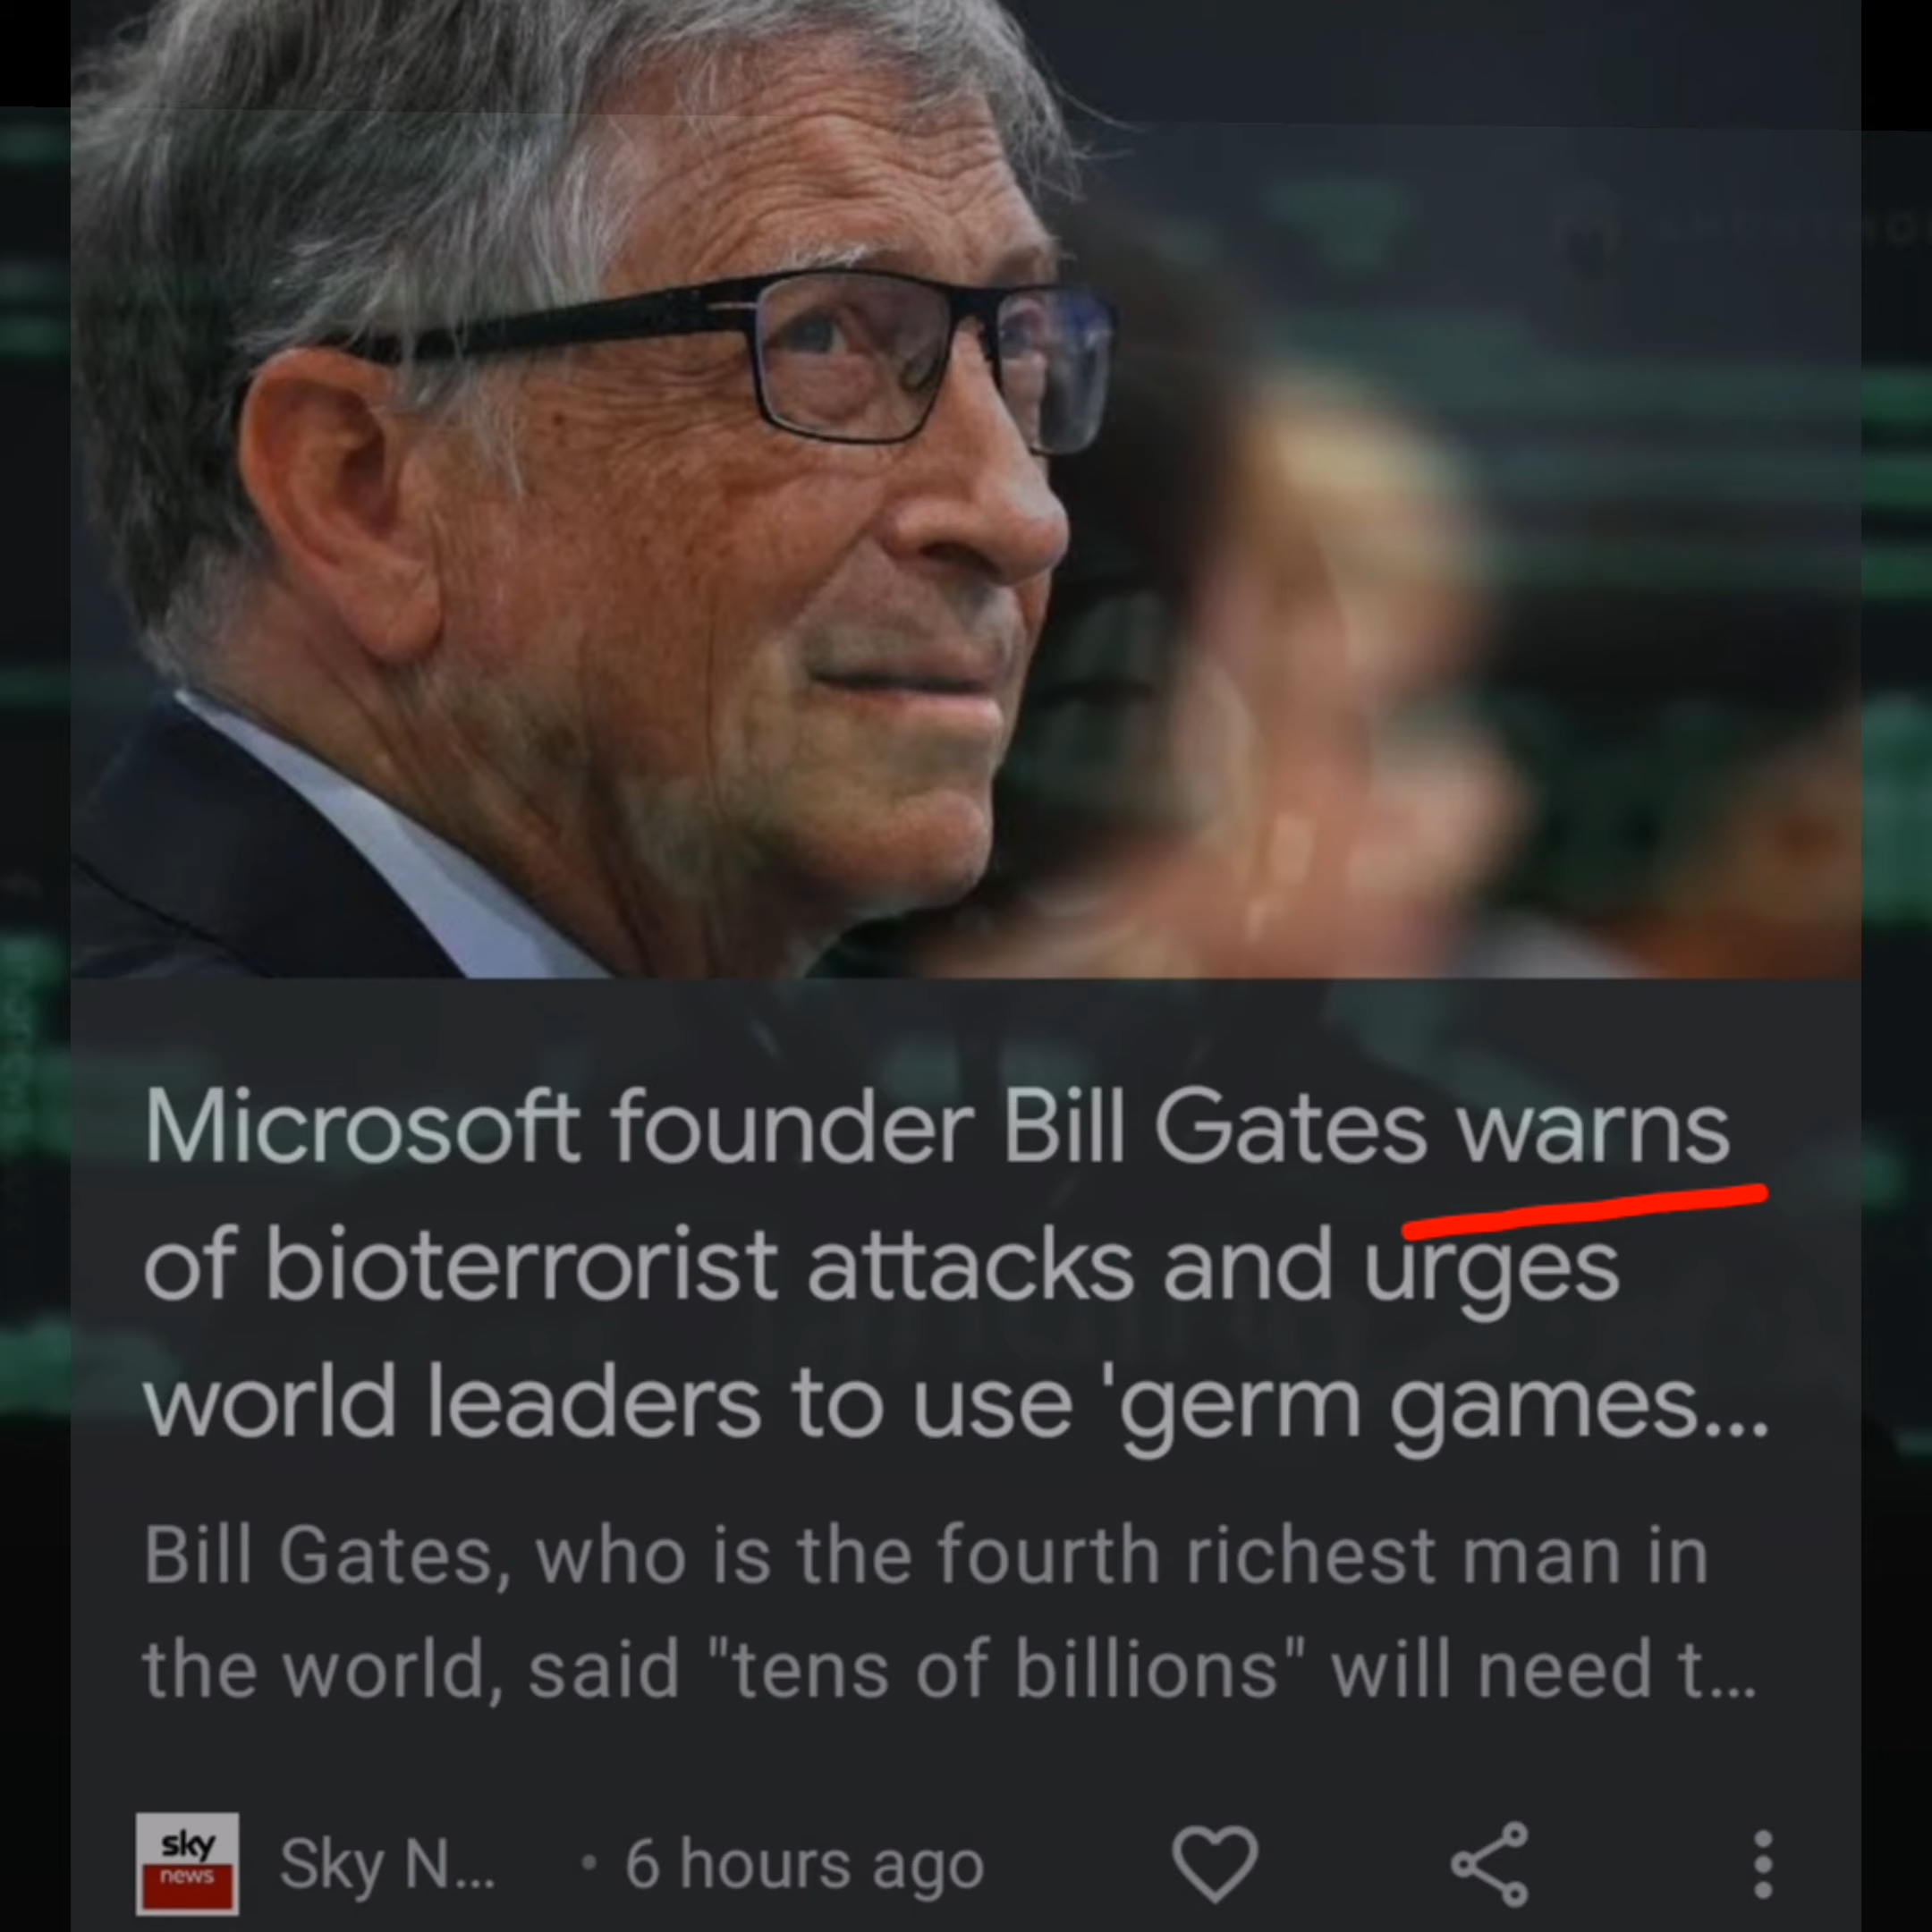 Microsoft founder Bill Gates warns
of bioterrorist attacks and urges
world leaders to use 'germ games...
Bill Gates, who is the fourth richest man in
the world, said "tens of billions" will need t...
sky
news
Sky N... • 6 hours ago